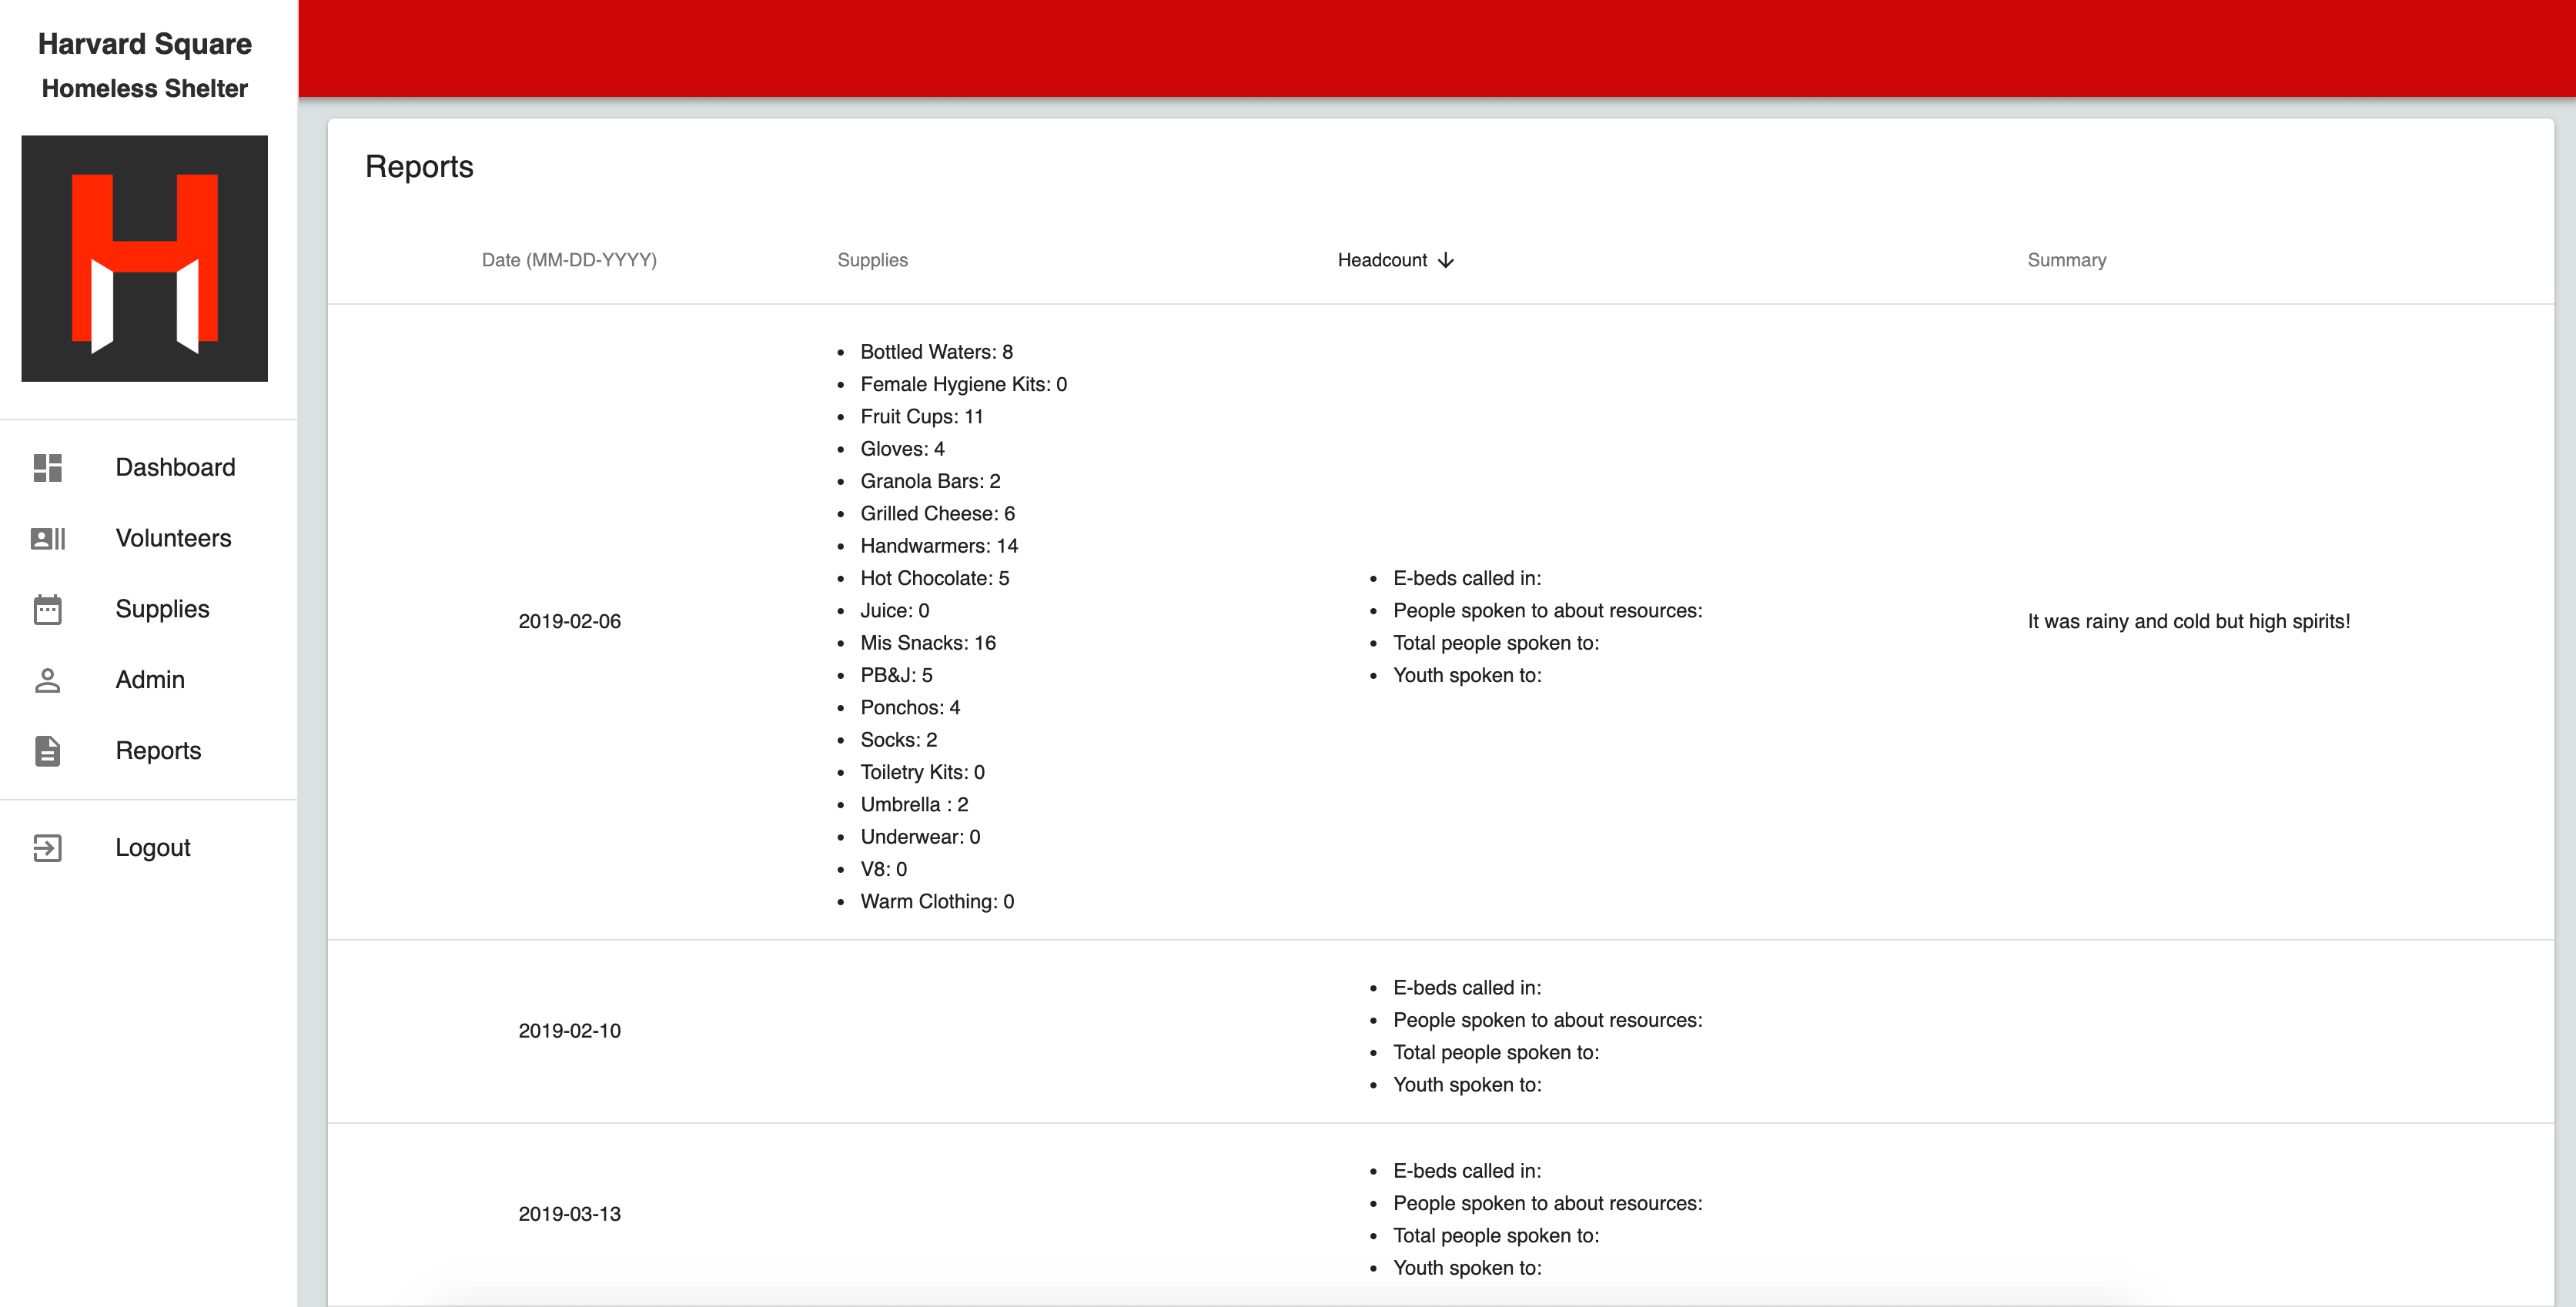 Harvard Square
Homeless Shelter
Dashboard
Volunteers
Supplies
Admin
Reports
Logout
Reports
Date (MM-DD-YYYY) Supplies Headcount Summary
2019-02-06
• Bottled Waters: 8
• Female Hygiene Kits: 0
• Fruit Cups: 11
• Gloves: 4
• Granola Bars: 2
• Grilled Cheese: 6
• Handwarmers: 14
• Hot Chocolate: 5
• Juice: 0
• Mis Snacks: 16
• PB&J: 5
• Ponchos: 4
• Socks: 2
• Toiletry Kits: 0
• Umbrella : 2
• Underwear: 0
• V8: 0
• Warm Clothing: 0
• E-beds called in:
• People spoken to about resources:
• Total people spoken to:
• Youth spoken to:
It was rainy and cold but high spirits!
2019-02-10
• E-beds called in:
• People spoken to about resources:
• Total people spoken to:
• Youth spoken to:
2019-03-13
• E-beds called in:
• People spoken to about resources:
• Total people spoken to:
• Youth spoken to: